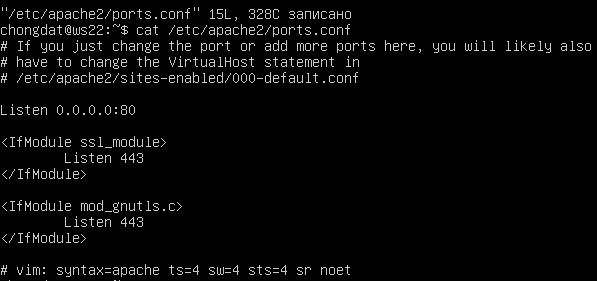 "/etc/apache2/ports.conf" 15L, 328C записано
chongdat@ws22:~$ cat /etc/apache2/ports.conf
# If you just change the port or add more ports here, you will likely also
# have to change the VirtualHost statement in
# /etc/apache2/sites-enabled/000-default.conf
Listen 0.0.0.0:80
<IfModule ssl_module>
Listen 443
</IfModule>
<IfModule mod_gnutls.c>
Listen 443
</IfModule>
# vim: syntax=apache ts=4 sw=4 sts=4 sr noet